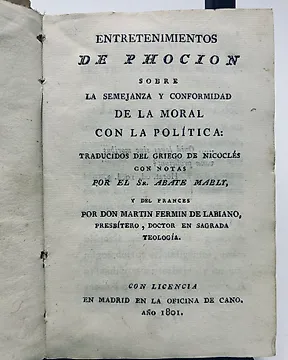 ENTRETENIMIENTOS
DE PHOCION
SOBRE
LA SEMEJANZA Y CONFORMIDAD
DE LA MORAL
CON LA POLÍTICA:
TRADUCIDOS DEL GRIEGO DE NICOCLÉS
CON NOTAS
POR EL SR. ABATE MABLY,
Y DEL FRANCES
POR DON MARTIN FERMIN DE LABIANO,
PRESBÍTERO, DOCTOR EN SAGRADA
TEOLOGÍA.
CON LICENCIA
EN MADRID EN LA OFICINA DE CANO.
AÑO 1801.